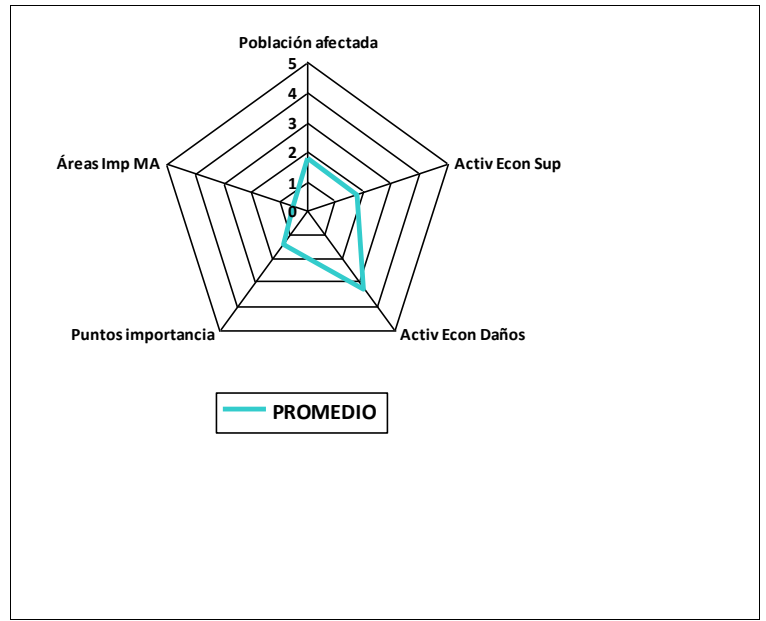 Población afectada
5
4
3
2
1
0
Áreas Imp MA
Activ Econ Sup
Puntos importancia
Activ Econ Daños
PROMEDIO